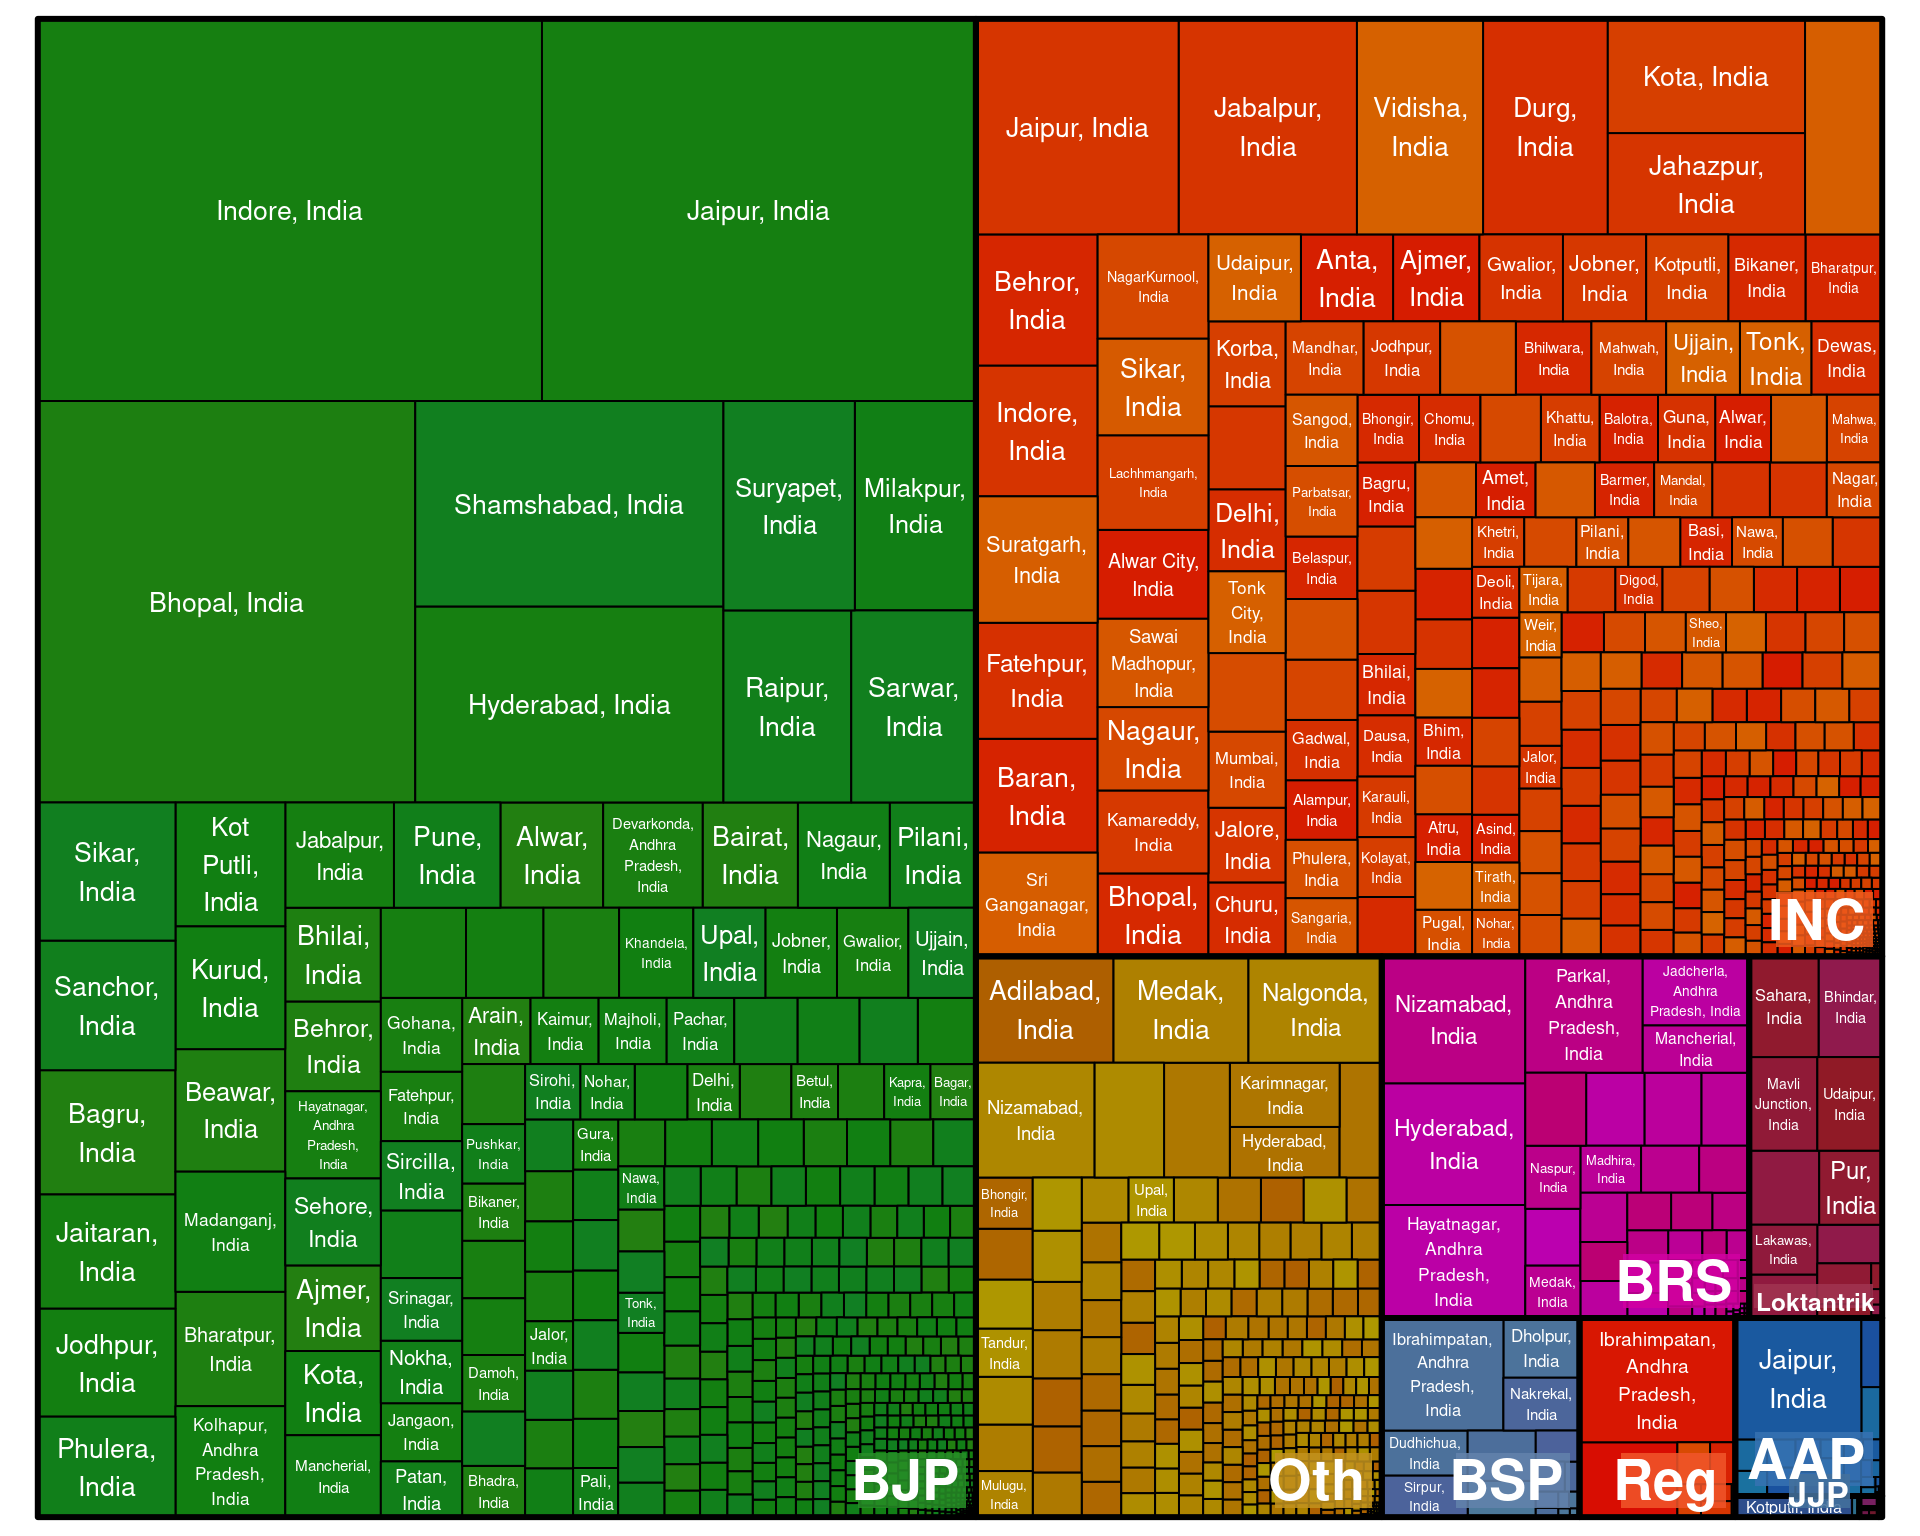 Indore, India
Jaipur, India
Bhopal, India
Shamshabad, India
Hyderabad, India
Suryapet,
India
Milakpur,
India
Raipur,
India
Sarwar,
India
Sikar,
India
Sanchor,
India
Bagru,
India
Jaitaran,
India
Jodhpur,
India
Phulera,
India
Kot
Putli,
India
Kurud,
India
Beawar,
India
Madanganj,
India
Bharatpur,
India
Kolhapur,
Andhra
Pradesh,
India
Jabalpur,
India
Pune,
India
Alwar,
India
Devarkonda,
Andhra
Pradesh,
India
Bairat,
India
Nagaur,
India
Pilani,
India
Bhilai,
India
Behror,
India
Hayatnagar,
Andhra
Pradesh,
India
Sehore,
India
Ajmer,
India
Kota,
India
Mancherial,
India
Khandela,
India
Upal,
India
Jobner,
India
Gwalior,
India
Ujjain,
India
Gohana,
India
Fatehpur,
India
Sircilla,
India
Srinagar,
India
Nokha,
India
Jangaon,
India
Patan,
India
Arain,
India
Kaimur,
India
Majholi,
India
Pachar,
India
Pushkar,
India
Bikaner,
India
Damoh,
India
Bhadra,
India
Sirohi,
India
Nohar,
India
Delhi,
India
Betul,
India
Kapra,
India
Bagar,
India
Gura,
India
Nawa,
India
Tonk,
India
Jalor,
India
Pali,
India
BJP
Jaipur, India
Jabalpur,
India
Vidisha,
India
Durg,
India
Kota, India
Jahazpur,
India
Behror,
India
Indore,
India
Suratgarh,
India
Fatehpur,
India
Baran,
India
Sri
Ganganagar,
India
NagarKurnool,
India
Sikar,
India
Lachhmangarh,
India
Alwar City,
India
Sawai
Madhopur,
India
Nagaur,
India
Kamareddy,
India
Bhopal,
India
Udaipur,
India
Anta,
India
Ajmer,
India
Gwalior,
India
Jobner,
India
Kotputli,
India
Bikaner,
India
Bharatpur,
India
Korba,
India
Delhi,
India
Tonk
City,
India
Mumbai,
India
Jalore,
India
Churu,
India
Mandhar,
India
Jodhpur,
India
Bhilwara,
India
Mahwah,
India
Ujjain,
India
Tonk,
India
Dewas,
India
Sangod,
India
Parbatsar,
India
Belaspur,
India
Gadwal,
India
Alampur,
India
Phulera,
India
Sangaria,
India
Bhongir,
India
Chomu,
India
Khattu,
India
Balotra,
India
Guna,
India
Alwar,
India
Mahwa,
India
Bagru,
India
Bhilai,
India
Dausa,
India
Karauli,
India
Kolayat,
India
Amet,
India
Barmer,
India
Mandal,
India
Nagar,
India
Bhim,
India
Atru,
India
Pugal,
India
Khetri,
India
Pilani,
India
Basi,
India
Nawa,
India
Deoli,
India
Asind,
India
Tirath,
India
Nohar,
India
Tijara,
India
Digod,
India
Weir,
India
Sheo,
India
Jalor,
India
INC
Adilabad,
India
Medak,
India
Nalgonda,
India
Nizamabad,
India
Karimnagar,
India
Hyderabad,
India
Bhongir,
India
Upal,
India
Tandur,
India
Mulugu,
India
Oth
Nizamabad,
India
Hyderabad,
India
Hayatnagar,
Andhra
Pradesh,
India
Parkal,
Andhra
Pradesh,
India
Jadcherla,
Andhra
Pradesh, India
Mancherial,
India
Naspur,
India
Madhira,
India
Medak,
India
BRS
Sahara,
India
Bhindar,
India
Mavli
Junction,
India
Udaipur,
India
Pur,
India
Lakawas,
India
Loktantrik
Ibrahimpatan,
Andhra
Pradesh,
India
Dholpur,
India
Nakrekal,
India
Dudhichua,
India
Sirpur,
India
BSP
Ibrahimpatan,
Andhra
Pradesh,
India
Reg
Jaipur,
India
AAP
Kotputli, India
JJP